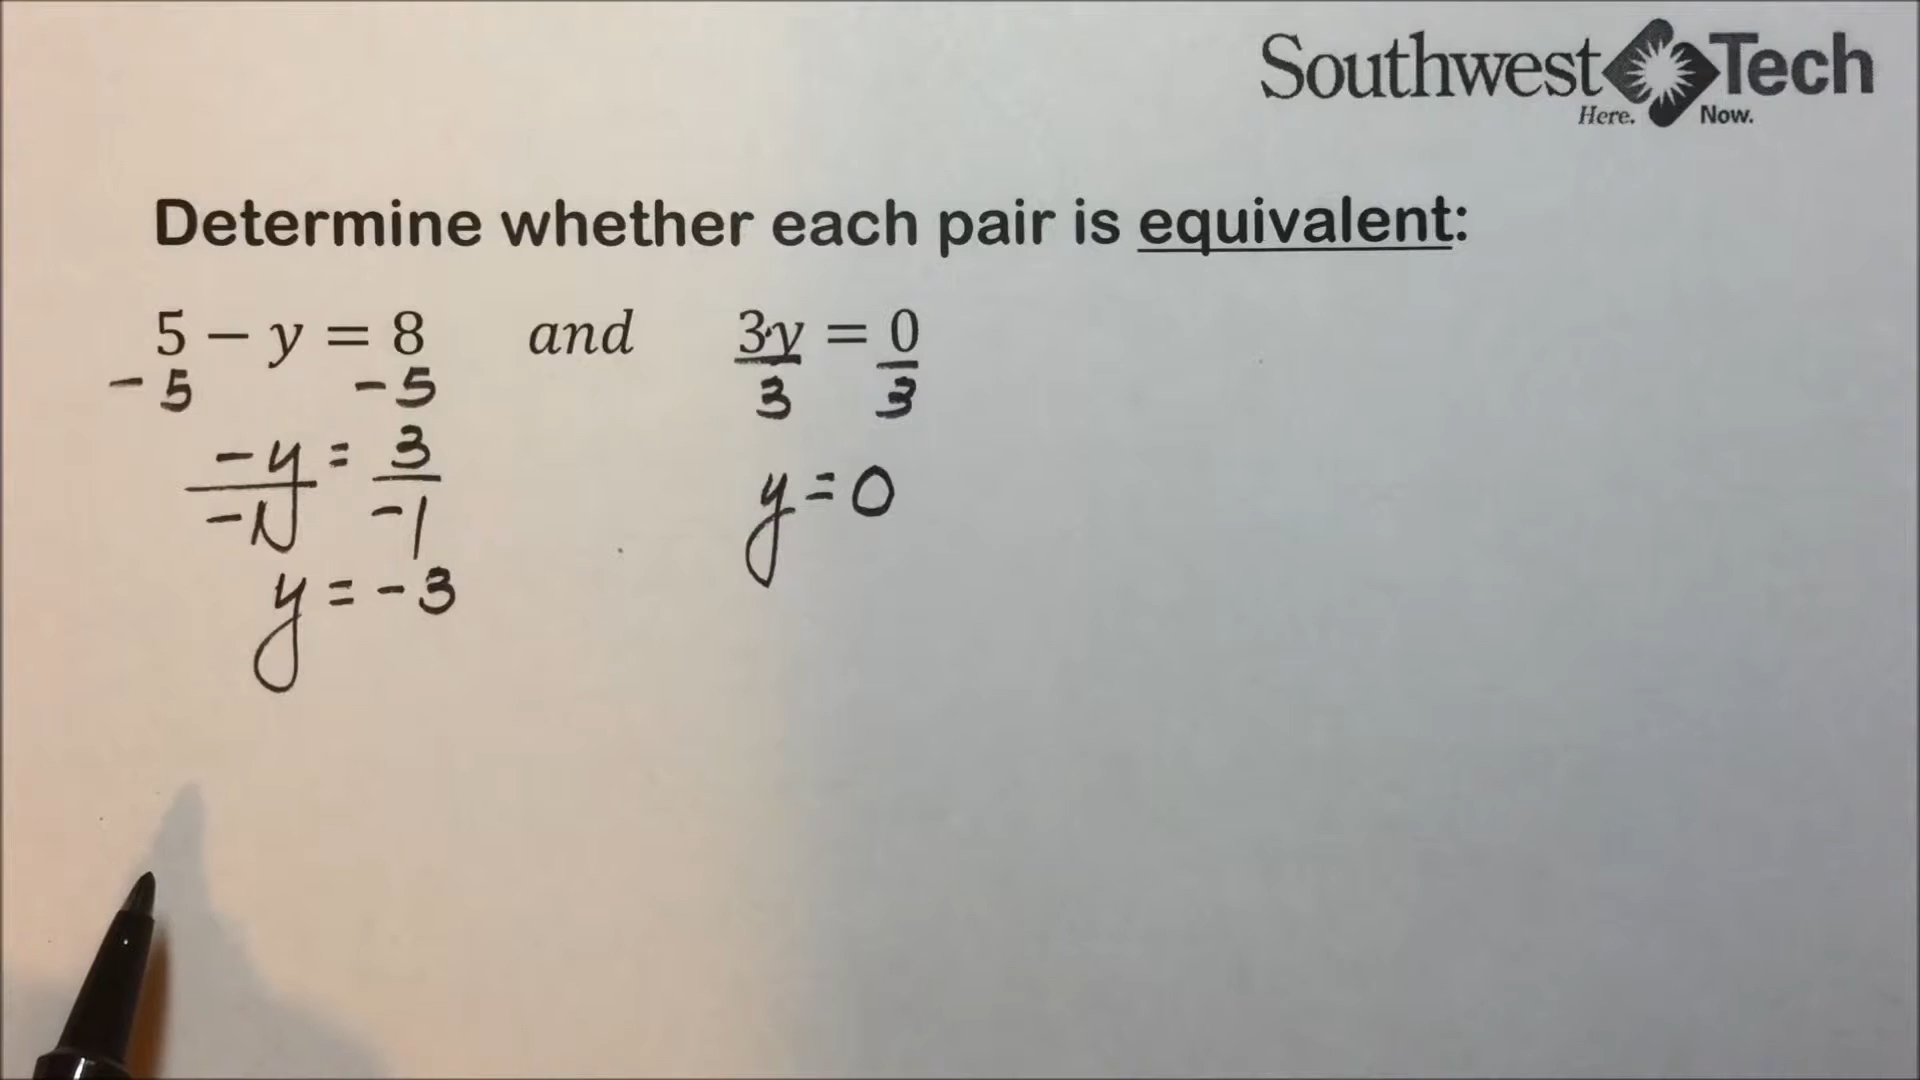 Southwest Tech
Here. Now.
Determine whether each pair is equivalent:
5 − y = 8 and 3y = 0
-5 -5 3 3
-y = 3
-1 -1
y = 0
y = -3